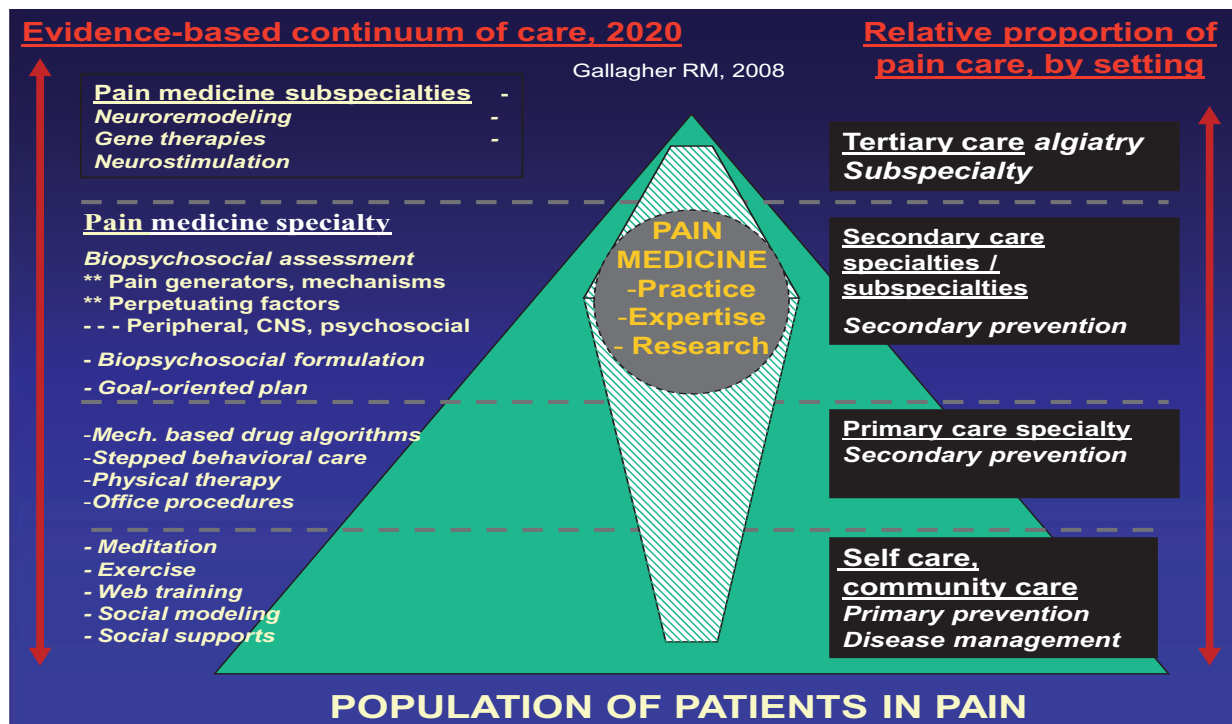 Evidence-based continuum of care, 2020
Relative proportion of
pain care, by setting
Gallagher RM, 2008
Pain medicine subspecialties -
Neuroremodeling -
Gene therapies -
Neurostimulation
Pain medicine specialty
Biopsychosocial assessment
** Pain generators, mechanisms
** Perpetuating factors
- - - Peripheral, CNS, psychosocial
- Biopsychosocial formulation
- Goal-oriented plan
-Mech. based drug algorithms
-Stepped behavioral care
-Physical therapy
-Office procedures
- Meditation
- Exercise
- Web training
- Social modeling
- Social supports
PAIN
MEDICINE
-Practice
-Expertise
- Research
Tertiary care algiatry
Subspecialty
Secondary care
specialties /
subspecialties
Secondary prevention
Primary care specialty
Secondary prevention
Self care,
community care
Primary prevention
Disease management
POPULATION OF PATIENTS IN PAIN